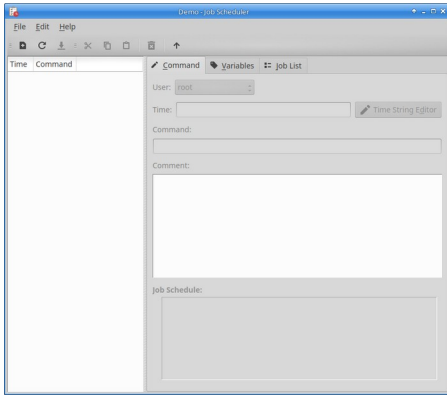 Demo - Job Scheduler
File Edit Help
Time Command
Command Variables Job List
User: root
Time: Time String Editor
Command:
Comment:
Job Schedule: